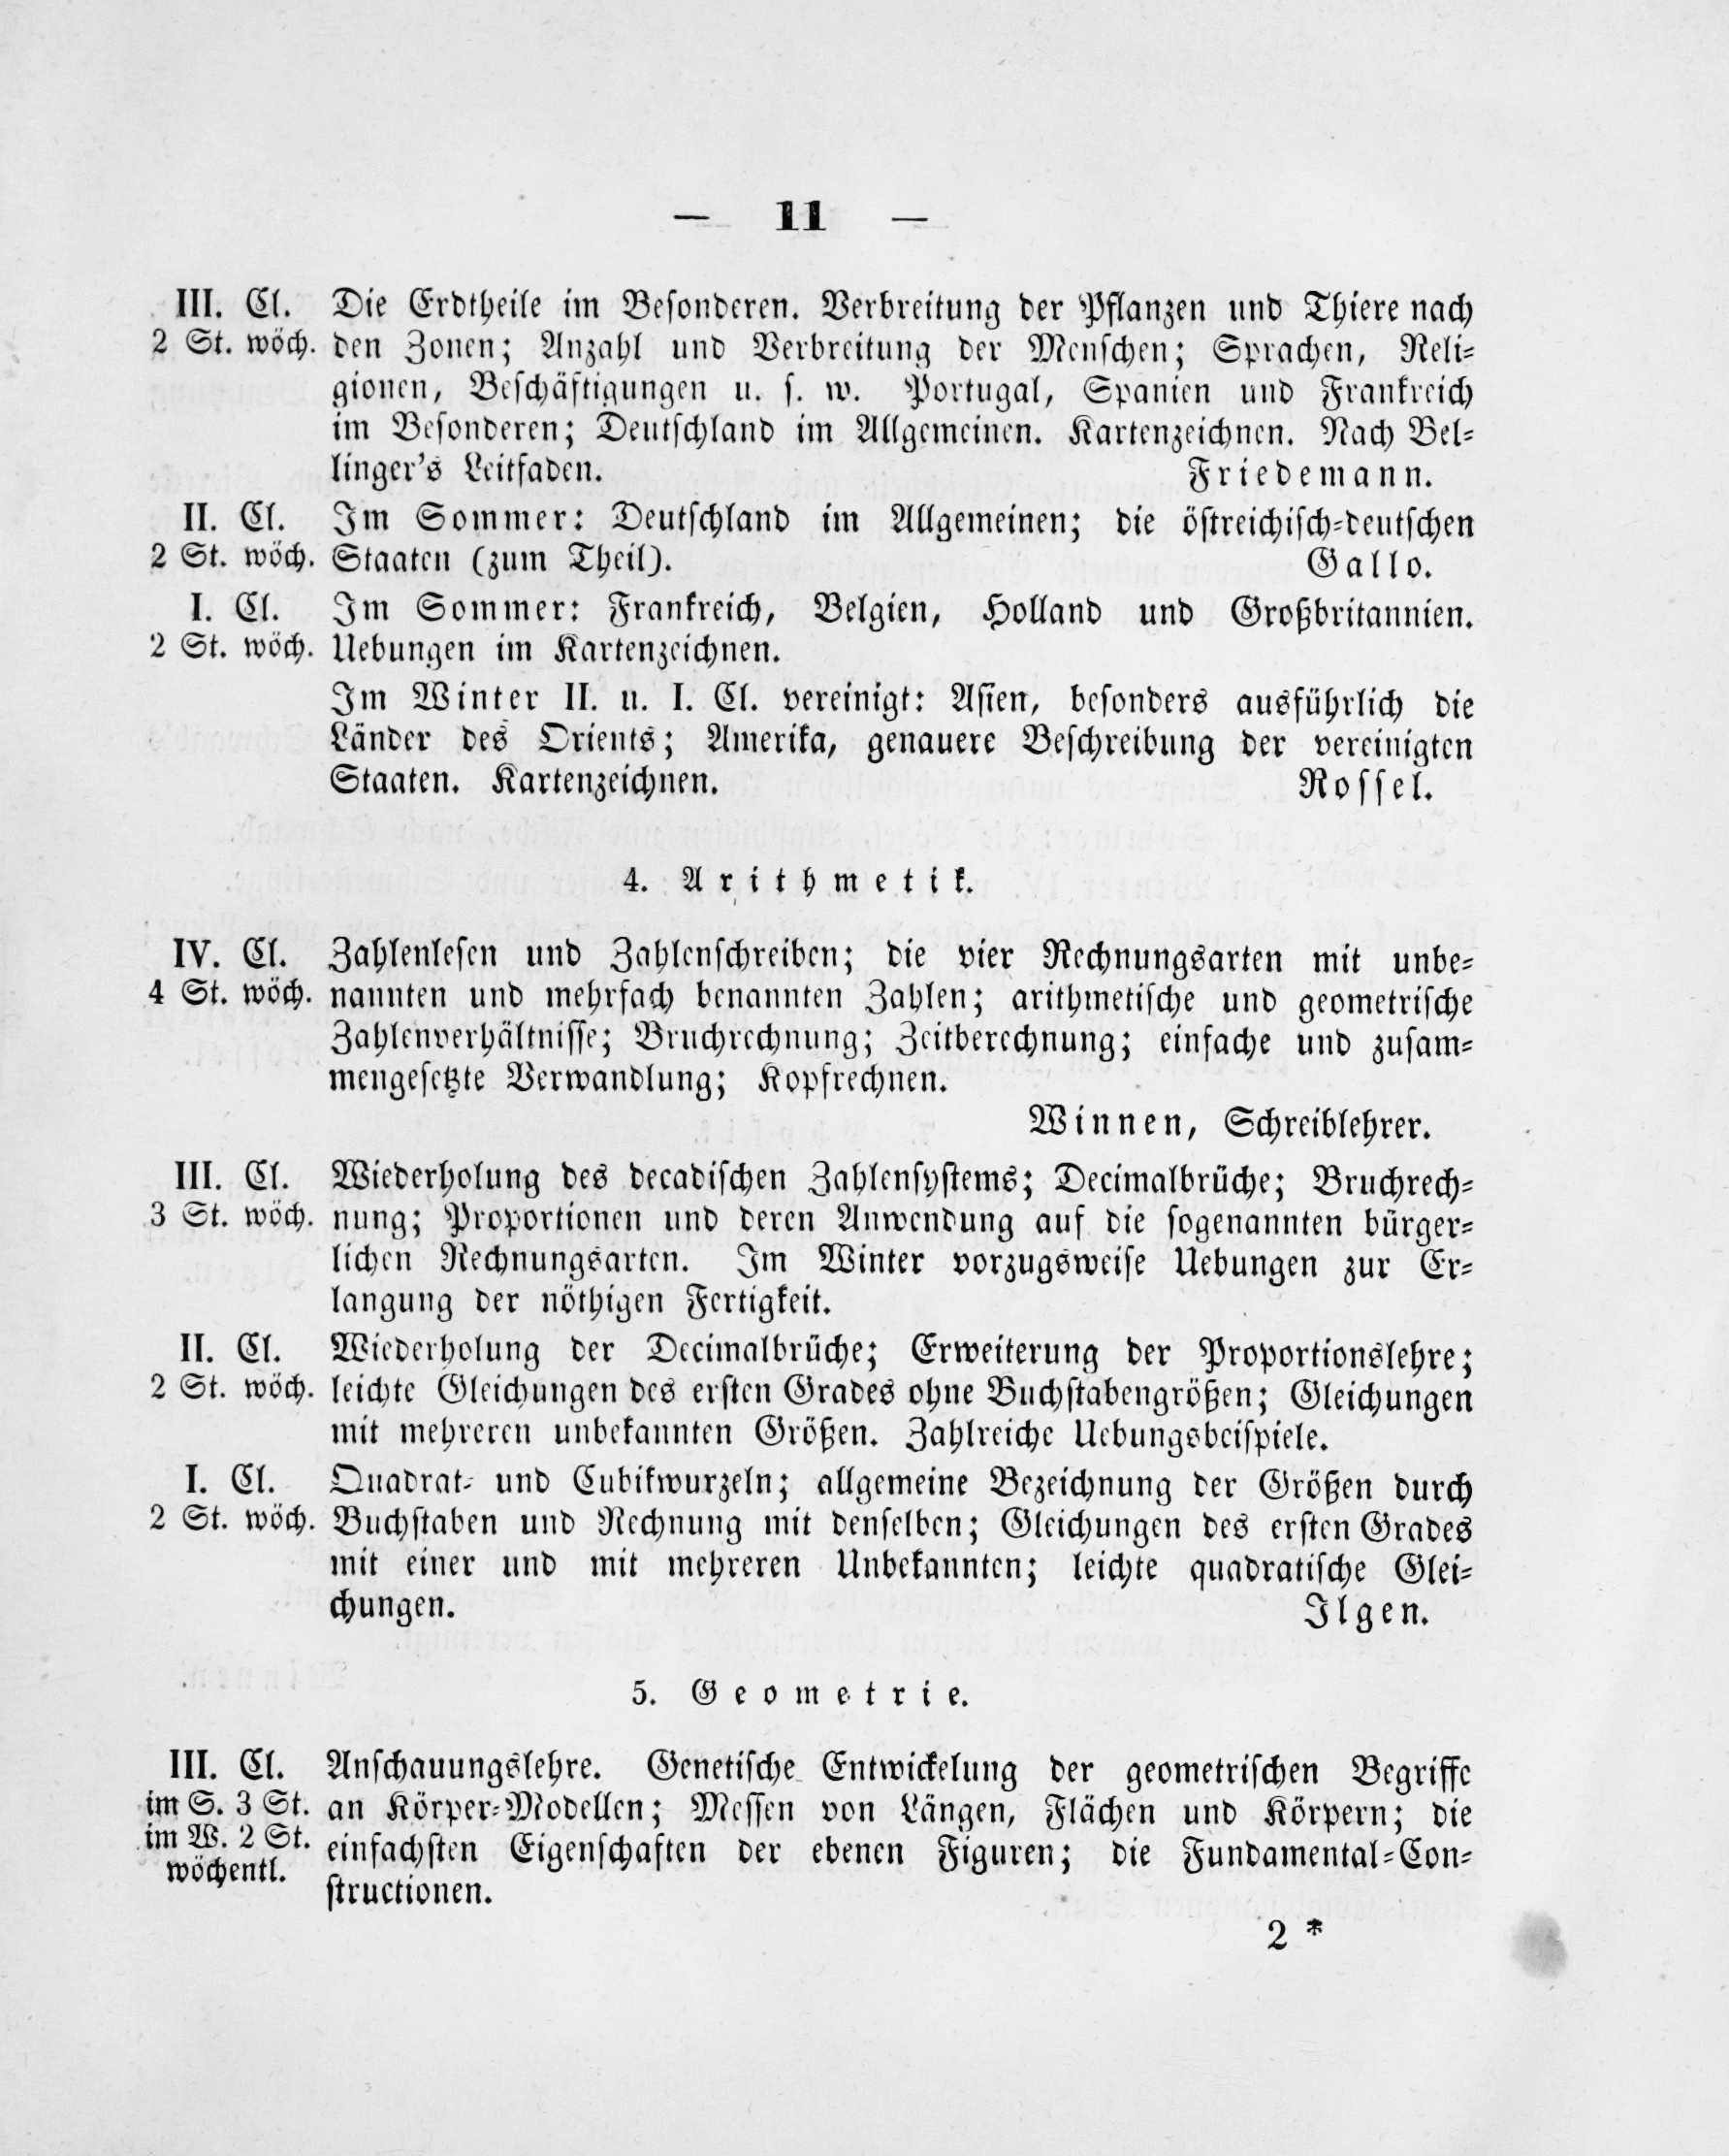 — 11 —
III. Cl. Die Erdtheile im Besonderen. Verbreitung der Pflanzen und Thiere nach
2 St. wöch. den Zonen; Anzahl und Verbreitung der Menschen; Sprachen, Reli-
gionen, Beschäftigungen u. s. w. Portugal, Spanien und Frankreich
im Besonderen; Deutschland im Allgemeinen. Kartenzeichnen. Nach Bel-
linger's Leitfaden. Friedemann.
II. Cl. Im Sommer: Deutschland im Allgemeinen; die östreichisch-deutschen
2 St. wöch. Staaten (zum Theil). Gallo.
I. Cl. Im Sommer: Frankreich, Belgien, Holland und Großbritannien.
2 St. wöch. Uebungen im Kartenzeichnen.
Im Winter II. u. I. Cl. vereinigt: Asien, besonders ausführlich die
Länder des Orients; Amerika, genauere Beschreibung der vereinigten
Staaten. Kartenzeichnen. Rossel.
4. Arithmetik.
IV. Cl. Zahlenlesen und Zahlenschreiben; die vier Rechnungsarten mit unbe-
4 St. wöch. nannten und mehrfach benannten Zahlen; arithmetische und geometrische
Zahlenverhältnisse; Bruchrechnung; Zeitberechnung; einfache und zusam-
mengesetzte Verwandlung; Kopfrechnen.
Winnen, Schreiblehrer.
III. Cl. Wiederholung des decadischen Zahlensystems; Decimalbrüche; Bruchrech-
3 St. wöch. nung; Proportionen und deren Anwendung auf die sogenannten bürger-
lichen Rechnungsarten. Im Winter vorzugsweise Uebungen zur Er-
langung der nöthigen Fertigkeit.
II. Cl. Wiederholung der Decimalbrüche; Erweiterung der Proportionslehre;
2 St. wöch. leichte Gleichungen des ersten Grades ohne Buchstabengrößen; Gleichungen
mit mehreren unbekannten Größen. Zahlreiche Uebungsbeispiele.
I. Cl. Quadrat- und Cubikwurzeln; allgemeine Bezeichnung der Größen durch
2 St. wöch. Buchstaben und Rechnung mit denselben; Gleichungen des ersten Grades
mit einer und mit mehreren Unbekannten; leichte quadratische Glei-
chungen. Ilgen.
5. Geometrie.
III. Cl. Anschauungslehre. Genetische Entwickelung der geometrischen Begriffe
im S. 3 St. an Körper-Modellen; Messen von Längen, Flächen und Körpern; die
im W. 2 St. einfachsten Eigenschaften der ebenen Figuren; die Fundamental-Con-
wöchentl. structionen.
2 *